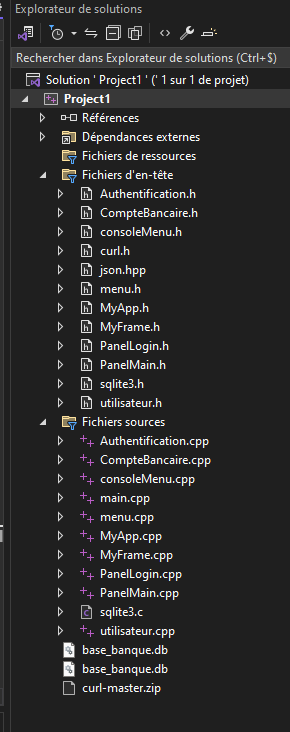 Explorateur de solutions
Rechercher dans Explorateur de solutions (Ctrl+$)
Solution ' Project1 ' (' 1 sur 1 de projet)
Project1
Références
Dépendances externes
Fichiers de ressources
Fichiers d'en-tête
Authentification.h
CompteBancaire.h
consoleMenu.h
curl.h
json.hpp
menu.h
MyApp.h
MyFrame.h
PanelLogin.h
PanelMain.h
sqlite3.h
utilisateur.h
Fichiers sources
Authentification.cpp
CompteBancaire.cpp
consoleMenu.cpp
main.cpp
menu.cpp
MyApp.cpp
MyFrame.cpp
PanelLogin.cpp
PanelMain.cpp
sqlite3.c
utilisateur.cpp
base_banque.db
base_banque.db
curl-master.zip